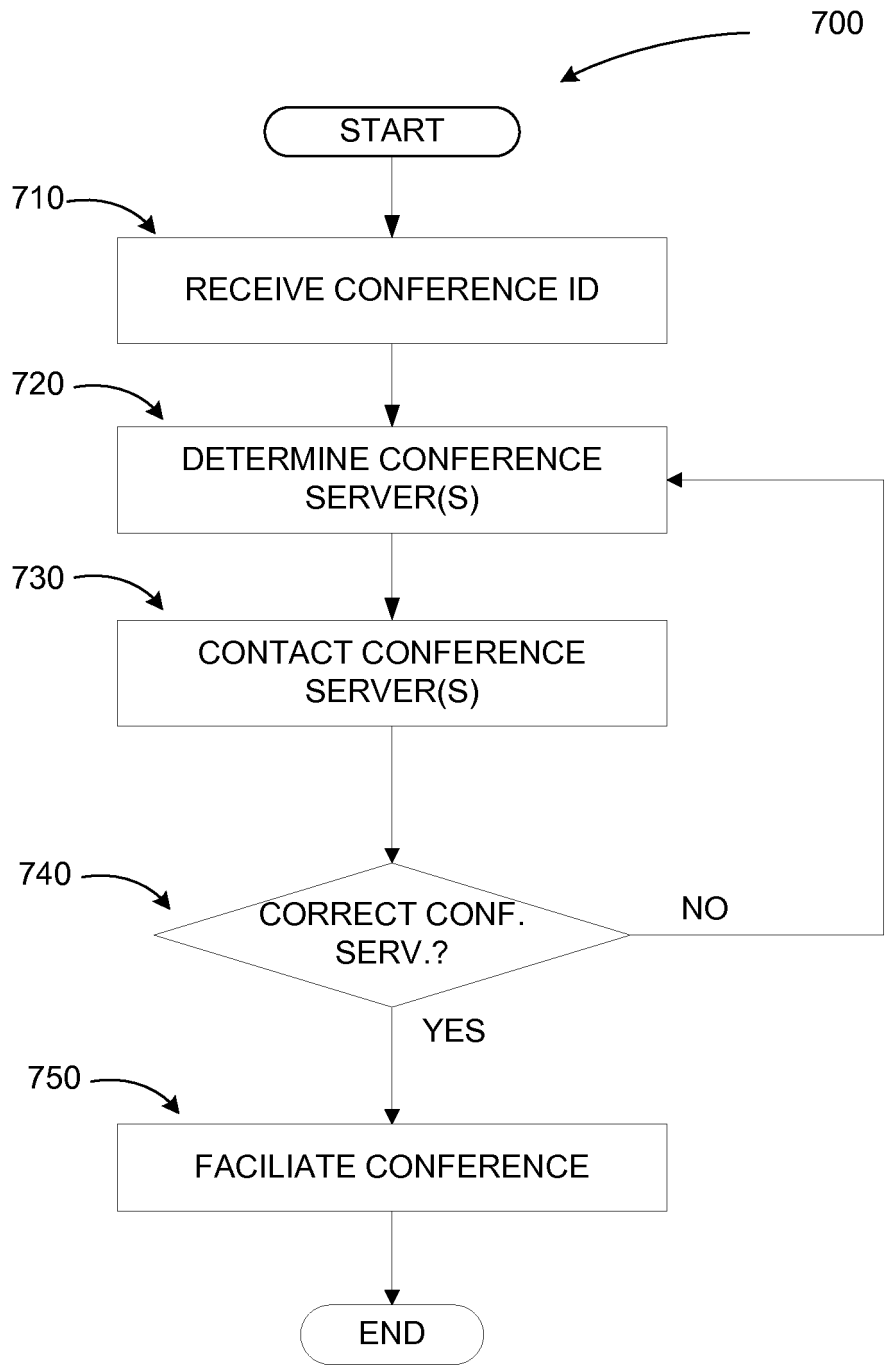 700
START
710
RECEIVE CONFERENCE ID
720
DETERMINE CONFERENCE
SERVER(S)
730
CONTACT CONFERENCE
SERVER(S)
740
CORRECT CONF.
SERV.?
NO
YES
750
FACILIATE CONFERENCE
END